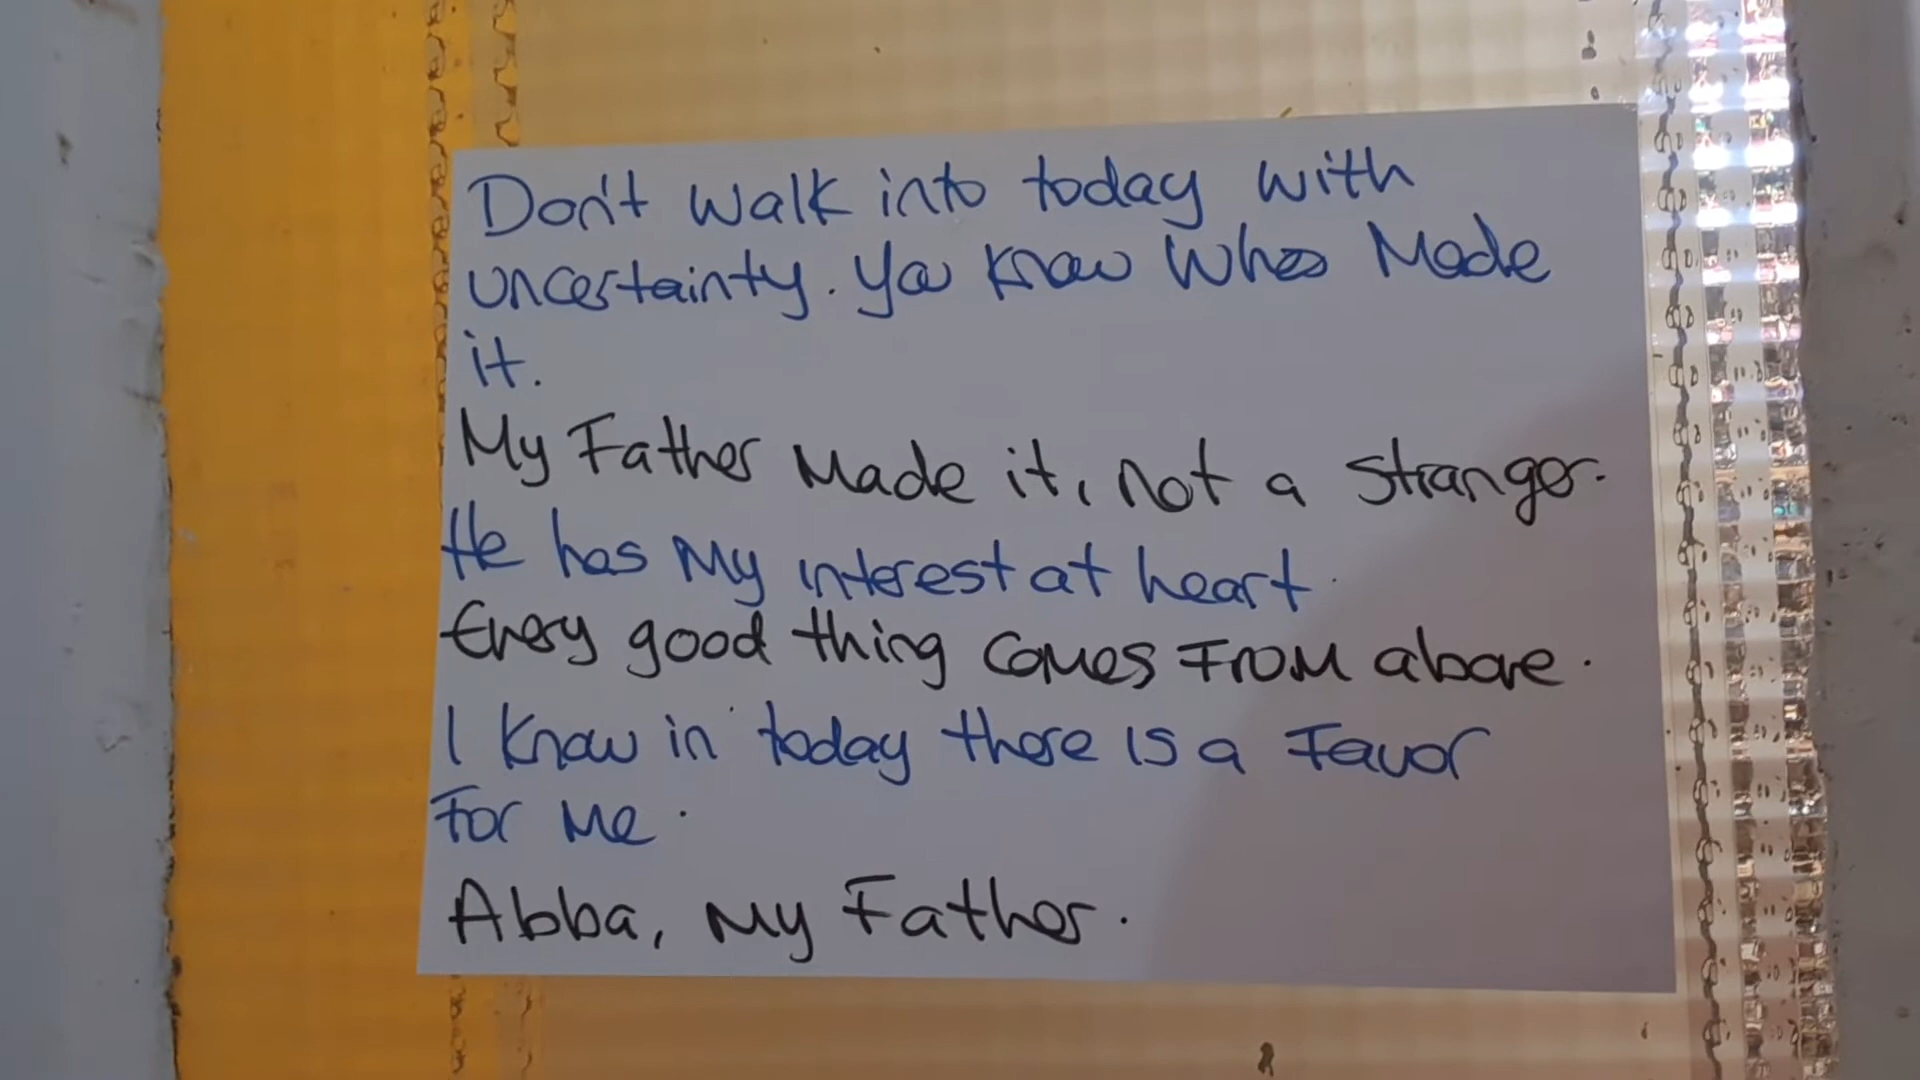 Don't walk into today with
uncertainty. You know Who Made
it.
My Father Made it, not a stranger.
He has My interest at heart
Every good thing comes From above.
I know in today there is a Favor
For Me.
Abba, My Father.